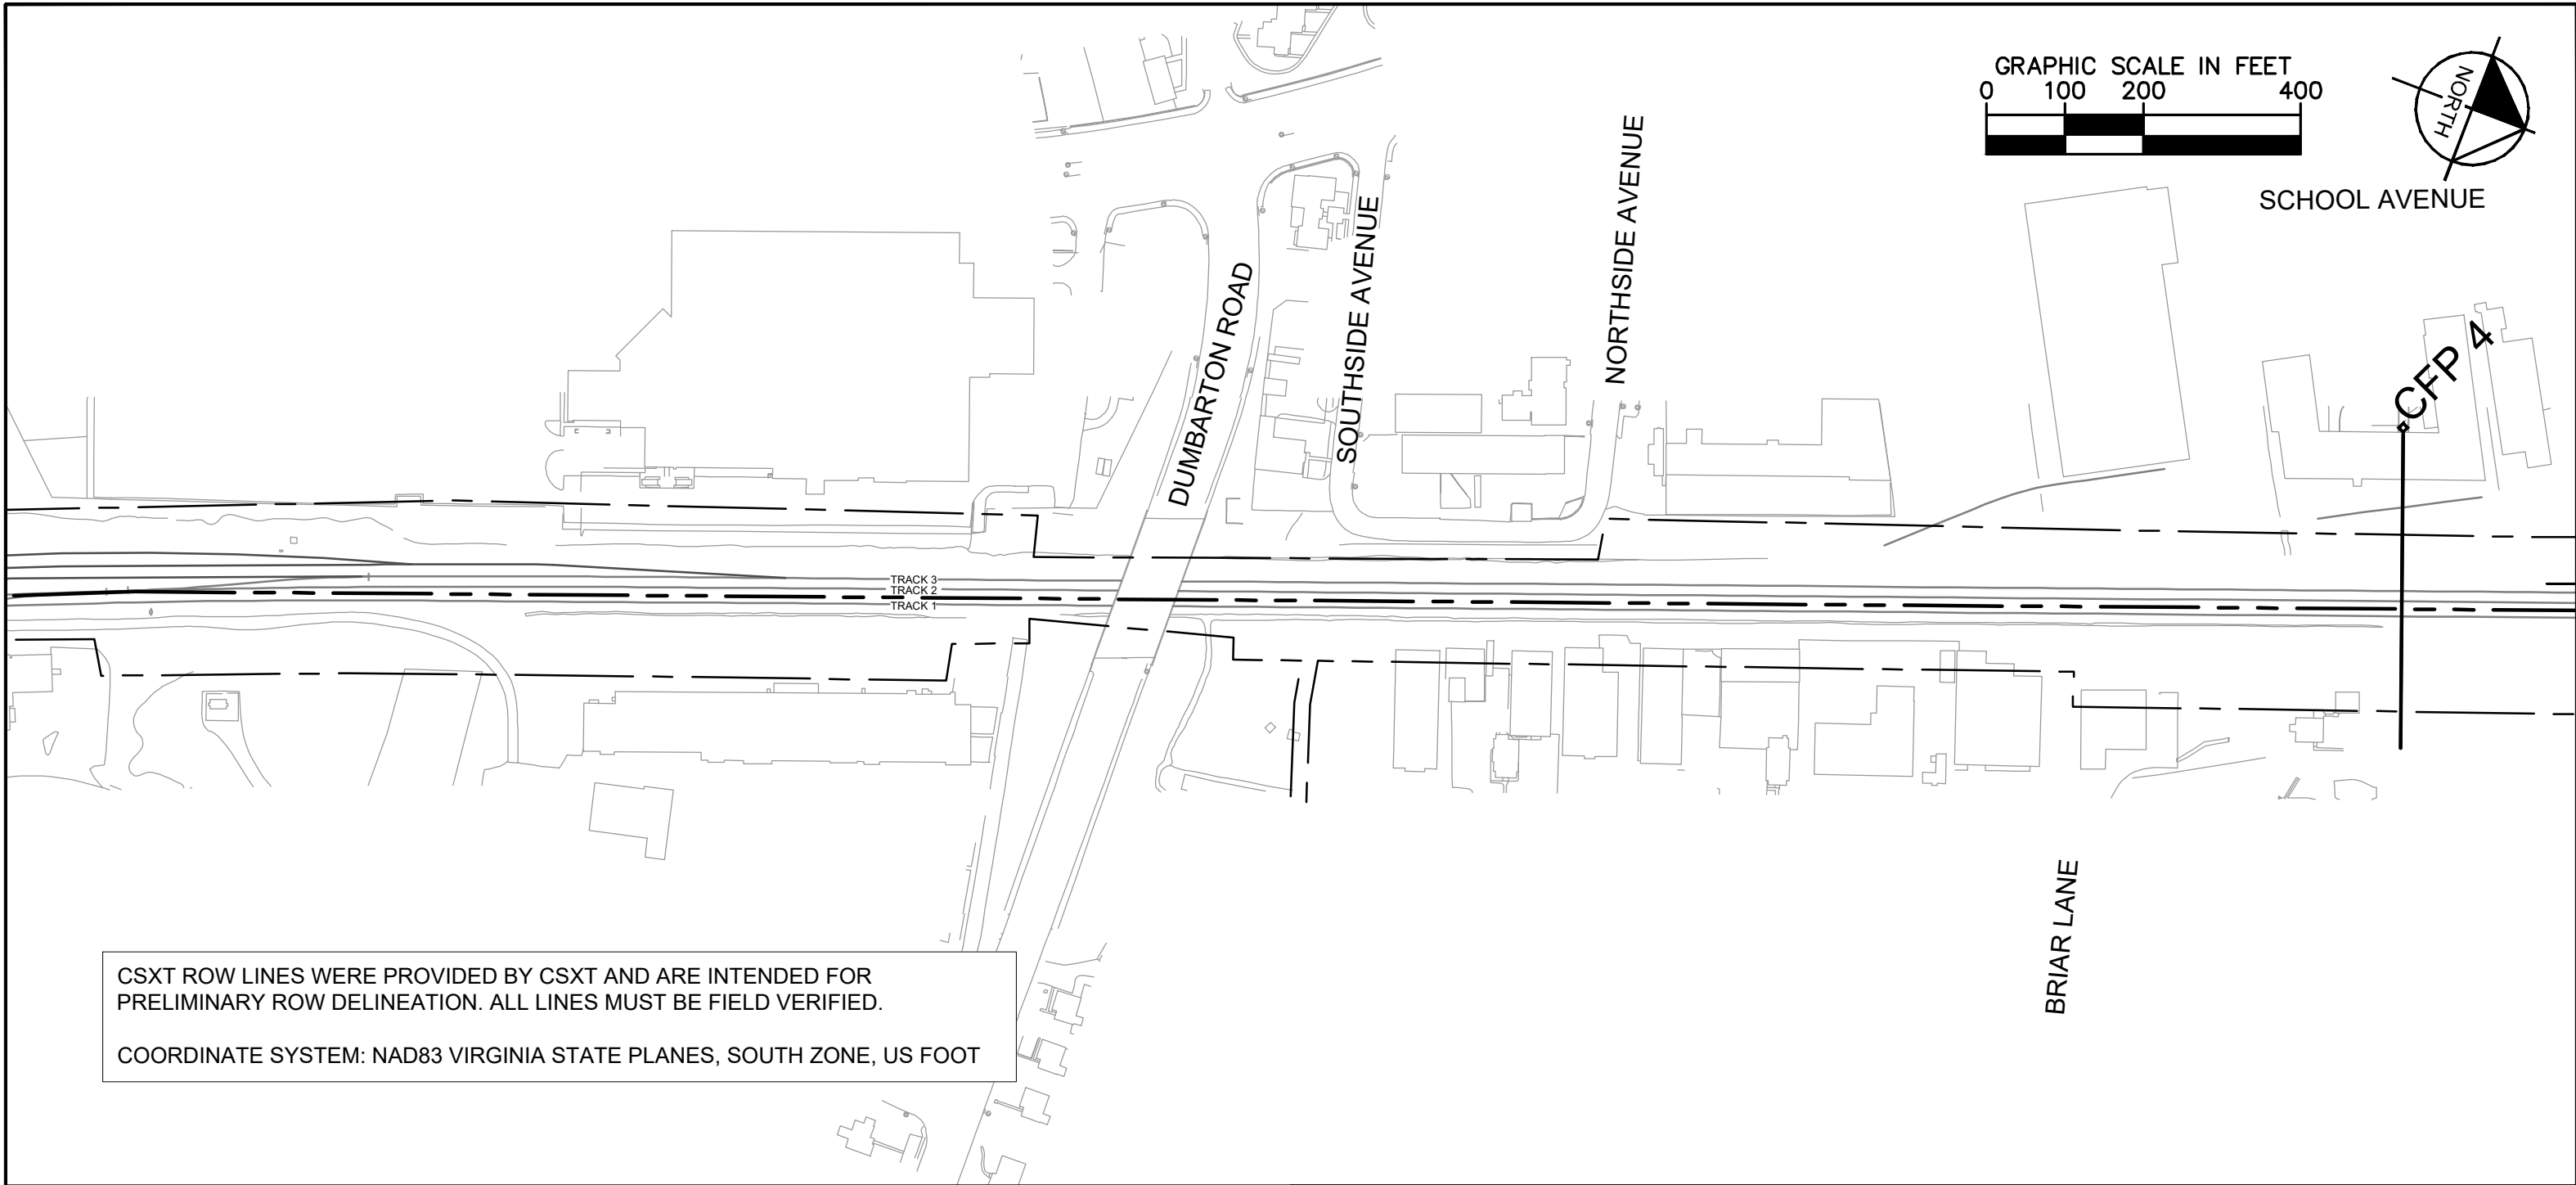 GRAPHIC SCALE IN FEET
0 100 200 400
NORTH
SCHOOL AVENUE
DUMBARTON ROAD
SOUTHSIDE AVENUE
NORTHSIDE AVENUE
CFP 4
TRACK 3
TRACK 2
TRACK 1
BRIAR LANE
CSXT ROW LINES WERE PROVIDED BY CSXT AND ARE INTENDED FOR
PRELIMINARY ROW DELINEATION. ALL LINES MUST BE FIELD VERIFIED.
COORDINATE SYSTEM: NAD83 VIRGINIA STATE PLANES, SOUTH ZONE, US FOOT